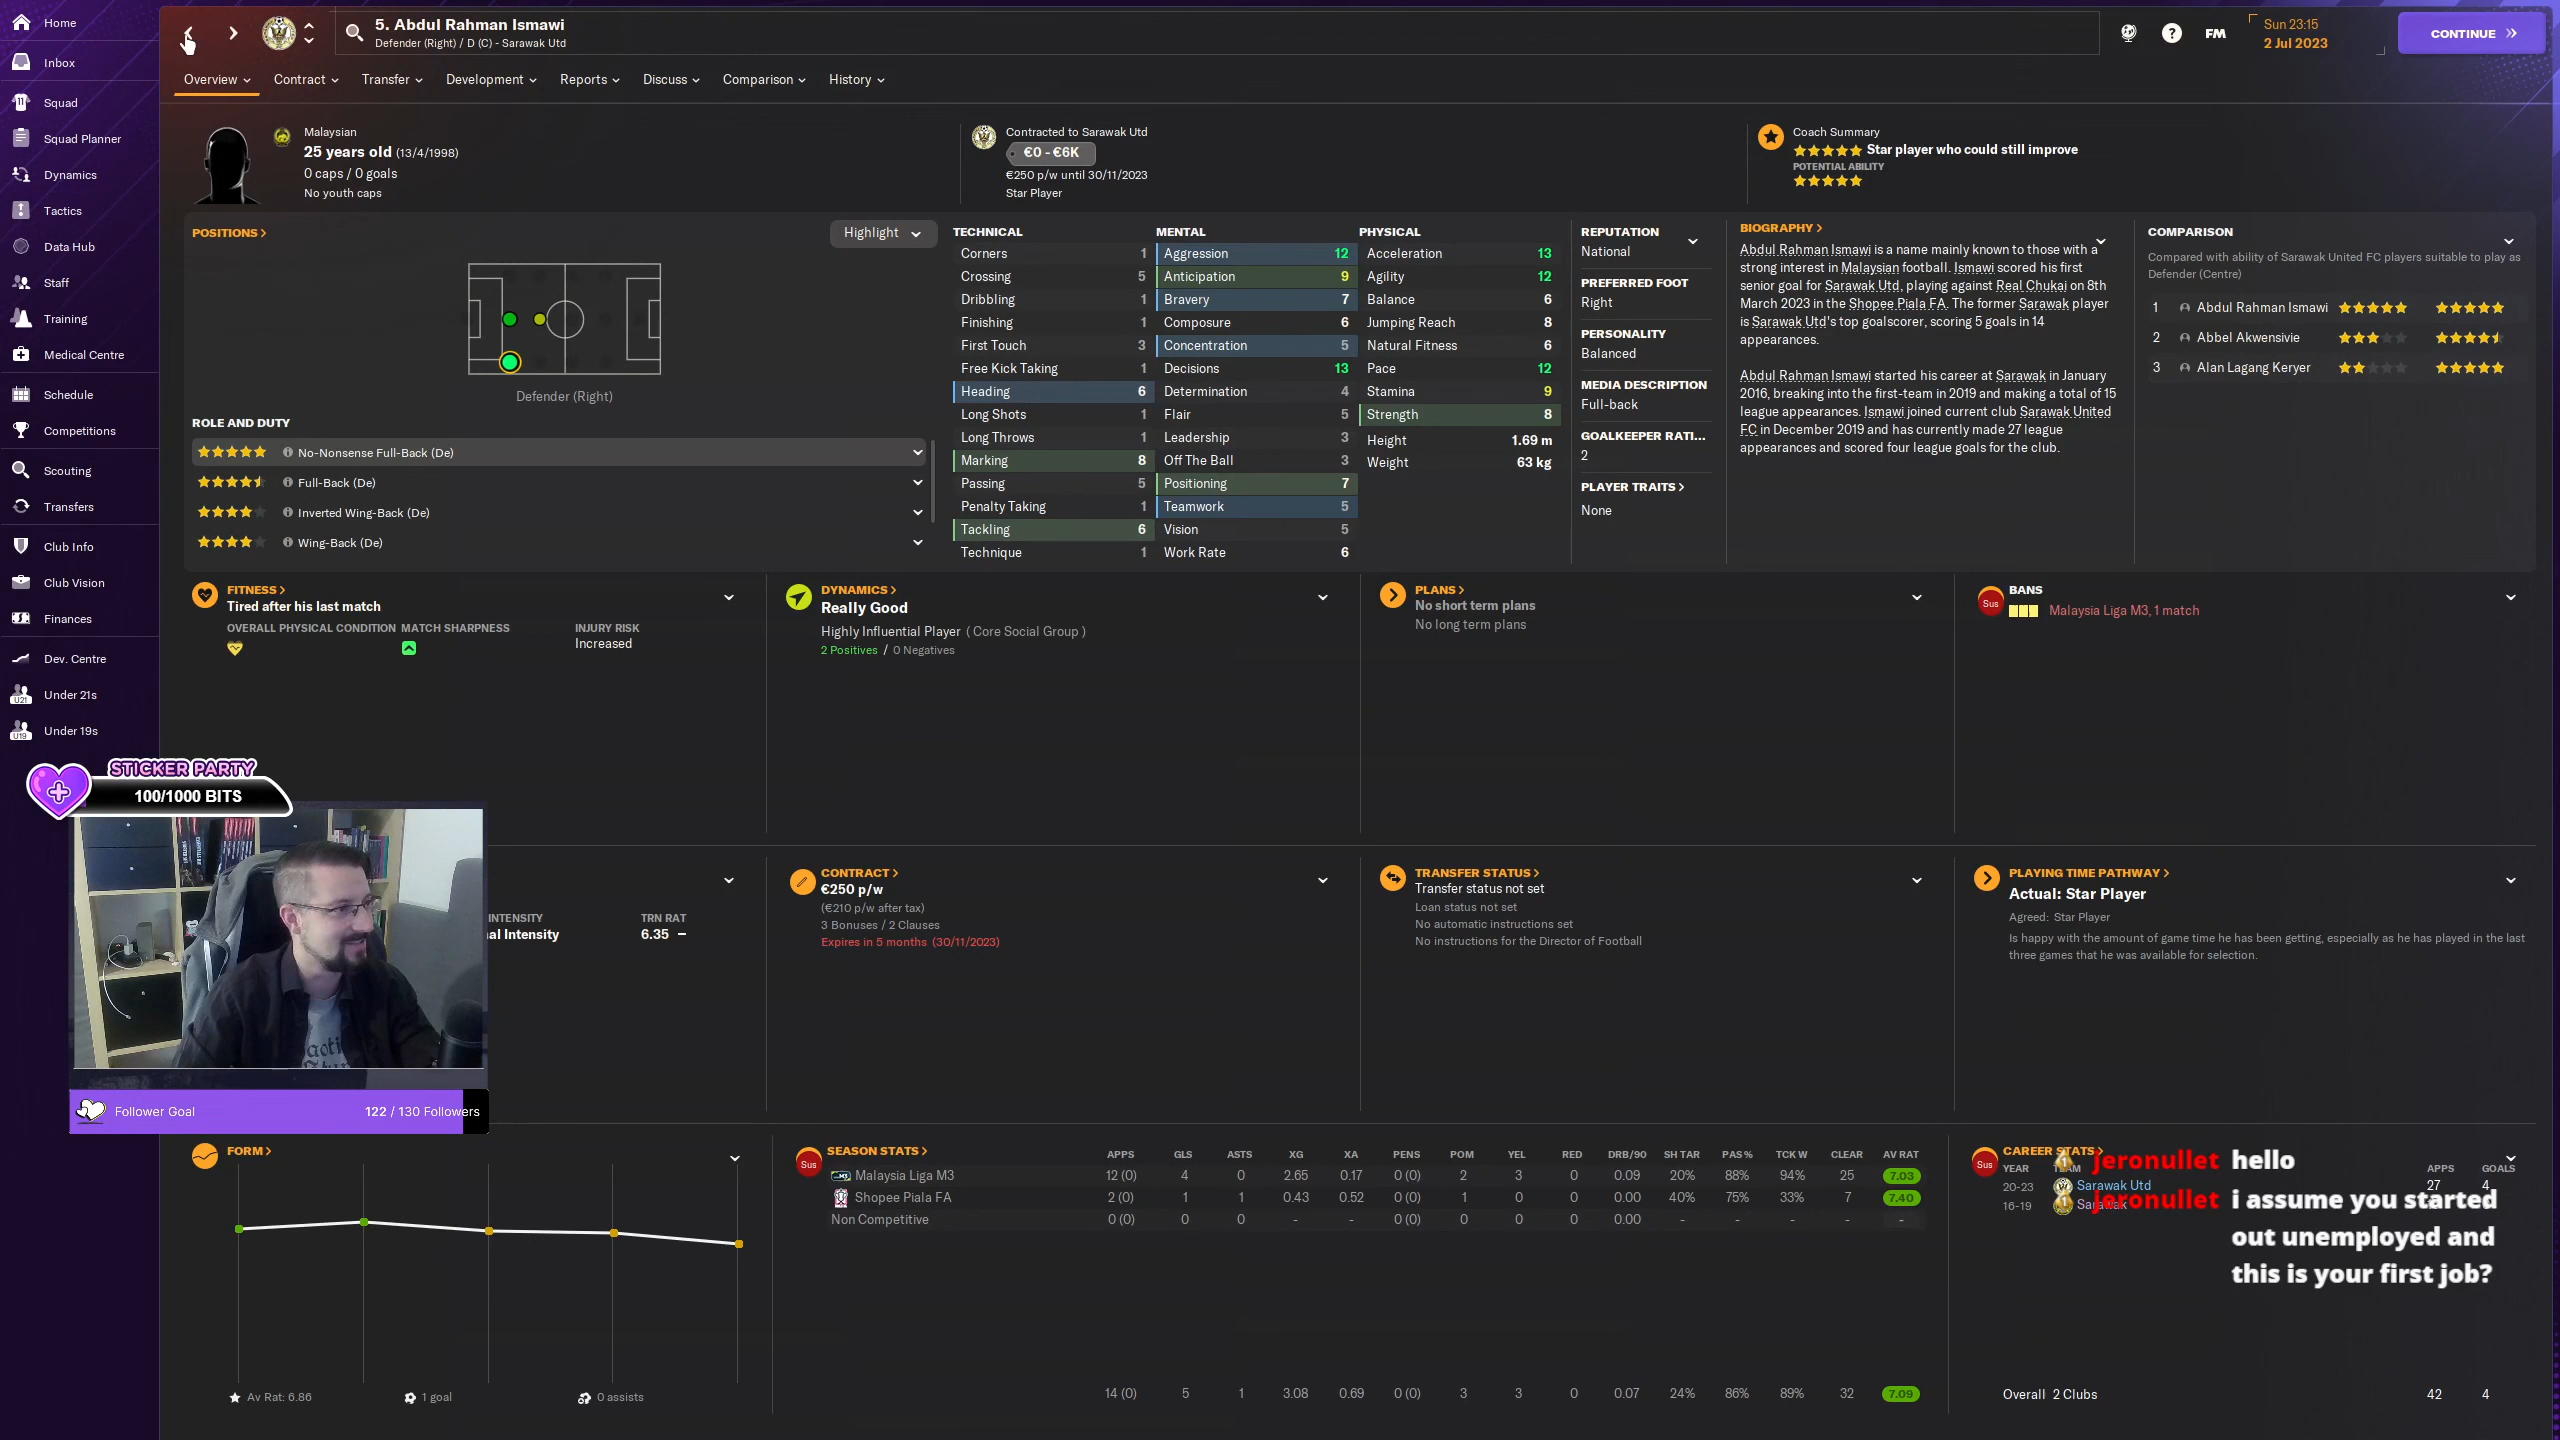 Home
Inbox
Squad
Squad Planner
Dynamics
Tactics
Data Hub
Staff
Training
Medical Centre
Schedule
Competitions
Scouting
Transfers
Club Info
Club Vision
Finances
Dev. Centre
Under 21s
Under 19s
5. Abdul Rahman Ismawi
Defender (Right) / D (C) - Sarawak Utd
FM
Sun 23:15
2 Jul 2023
CONTINUE
Overview Contract Transfer Development Reports Discuss Comparison History
Malaysian
25 years old (13/4/1998)
0 caps / 0 goals
No youth caps
Contracted to Sarawak Utd
€0 - €6K
€250 p/w until 30/11/2023
Star Player
Coach Summary
Star player who could still improve
POTENTIAL ABILITY
POSITIONS
Highlight
Defender (Right)
ROLE AND DUTY
No-Nonsense Full-Back (De)
Full-Back (De)
Inverted Wing-Back (De)
Wing-Back (De)
TECHNICAL
Corners 1
Crossing 5
Dribbling 1
Finishing 1
First Touch 3
Free Kick Taking 1
Heading 6
Long Shots 1
Long Throws 1
Marking 8
Passing 5
Penalty Taking 1
Tackling 6
Technique 1
MENTAL
Aggression 12
Anticipation 9
Bravery 7
Composure 6
Concentration 5
Decisions 13
Determination 4
Flair 5
Leadership 3
Off The Ball 3
Positioning 7
Teamwork 5
Vision 5
Work Rate 6
PHYSICAL
Acceleration 13
Agility 12
Balance 6
Jumping Reach 8
Natural Fitness 6
Pace 12
Stamina 9
Strength 8
Height 1.69 m
Weight 63 kg
REPUTATION
National
PREFERRED FOOT
Right
PERSONALITY
Balanced
MEDIA DESCRIPTION
Full-back
GOALKEEPER RATI...
2
PLAYER TRAITS
None
BIOGRAPHY
Abdul Rahman Ismawi is a name mainly known to those with a
strong interest in Malaysian football. Ismawi scored his first
senior goal for Sarawak Utd, playing against Real Chukai on 8th
March 2023 in the Shopee Piala FA. The former Sarawak player
is Sarawak Utd's top goalscorer, scoring 5 goals in 14
appearances.
Abdul Rahman Ismawi started his career at Sarawak in January
2016, breaking into the first-team in 2019 and making a total of 15
league appearances. Ismawi joined current club Sarawak United
FC in December 2019 and has currently made 27 league
appearances and scored four league goals for the club.
COMPARISON
Compared with ability of Sarawak United FC players suitable to play as
Defender (Centre)
1 Abdul Rahman Ismawi
2 Abbel Akwensivie
3 Alan Lagang Keryer
FITNESS
Tired after his last match
OVERALL PHYSICAL CONDITION MATCH SHARPNESS INJURY RISK
Increased
DYNAMICS
Really Good
Highly Influential Player ( Core Social Group )
2 Positives / 0 Negatives
PLANS
No short term plans
No long term plans
Sus
BANS
Malaysia Liga M3, 1 match
STICKER PARTY
100/1000 BITS
INTENSITY TRN RAT
al Intensity 6.35 –
CONTRACT
€250 p/w
(€210 p/w after tax)
3 Bonuses / 2 Clauses
Expires in 5 months (30/11/2023)
TRANSFER STATUS
Transfer status not set
Loan status not set
No automatic instructions set
No instructions for the Director of Football
PLAYING TIME PATHWAY
Actual: Star Player
Agreed: Star Player
Is happy with the amount of game time he has been getting, especially as he has played in the last
three games that he was available for selection.
Follower Goal 122 / 130 Followers
FORM
Av Rat: 6.86 1 goal 0 assists
Sus
SEASON STATS APPS GLS ASTS XG XA PENS POM YEL RED DRB/90 SH TAR PAS % TCK W CLEAR AV RAT
Malaysia Liga M3 12 (0) 4 0 2.65 0.17 0 (0) 2 3 0 0.09 20% 88% 94% 25 7.03
Shopee Piala FA 2 (0) 1 1 0.43 0.52 0 (0) 1 0 0 0.00 40% 75% 33% 7 7.40
Non Competitive 0 (0) 0 0 - - 0 (0) 0 0 0 0.00 - - - - -
14 (0) 5 1 3.08 0.69 0 (0) 3 3 0 0.07 24% 86% 89% 32 7.09
Sus
CAREER STATS
YEAR TEAM APPS GOALS
20-23 Sarawak Utd 27 4
16-19 Sarawak
Overall 2 Clubs 42 4
jeronullet hello
jeronullet i assume you started
out unemployed and
this is your first job?